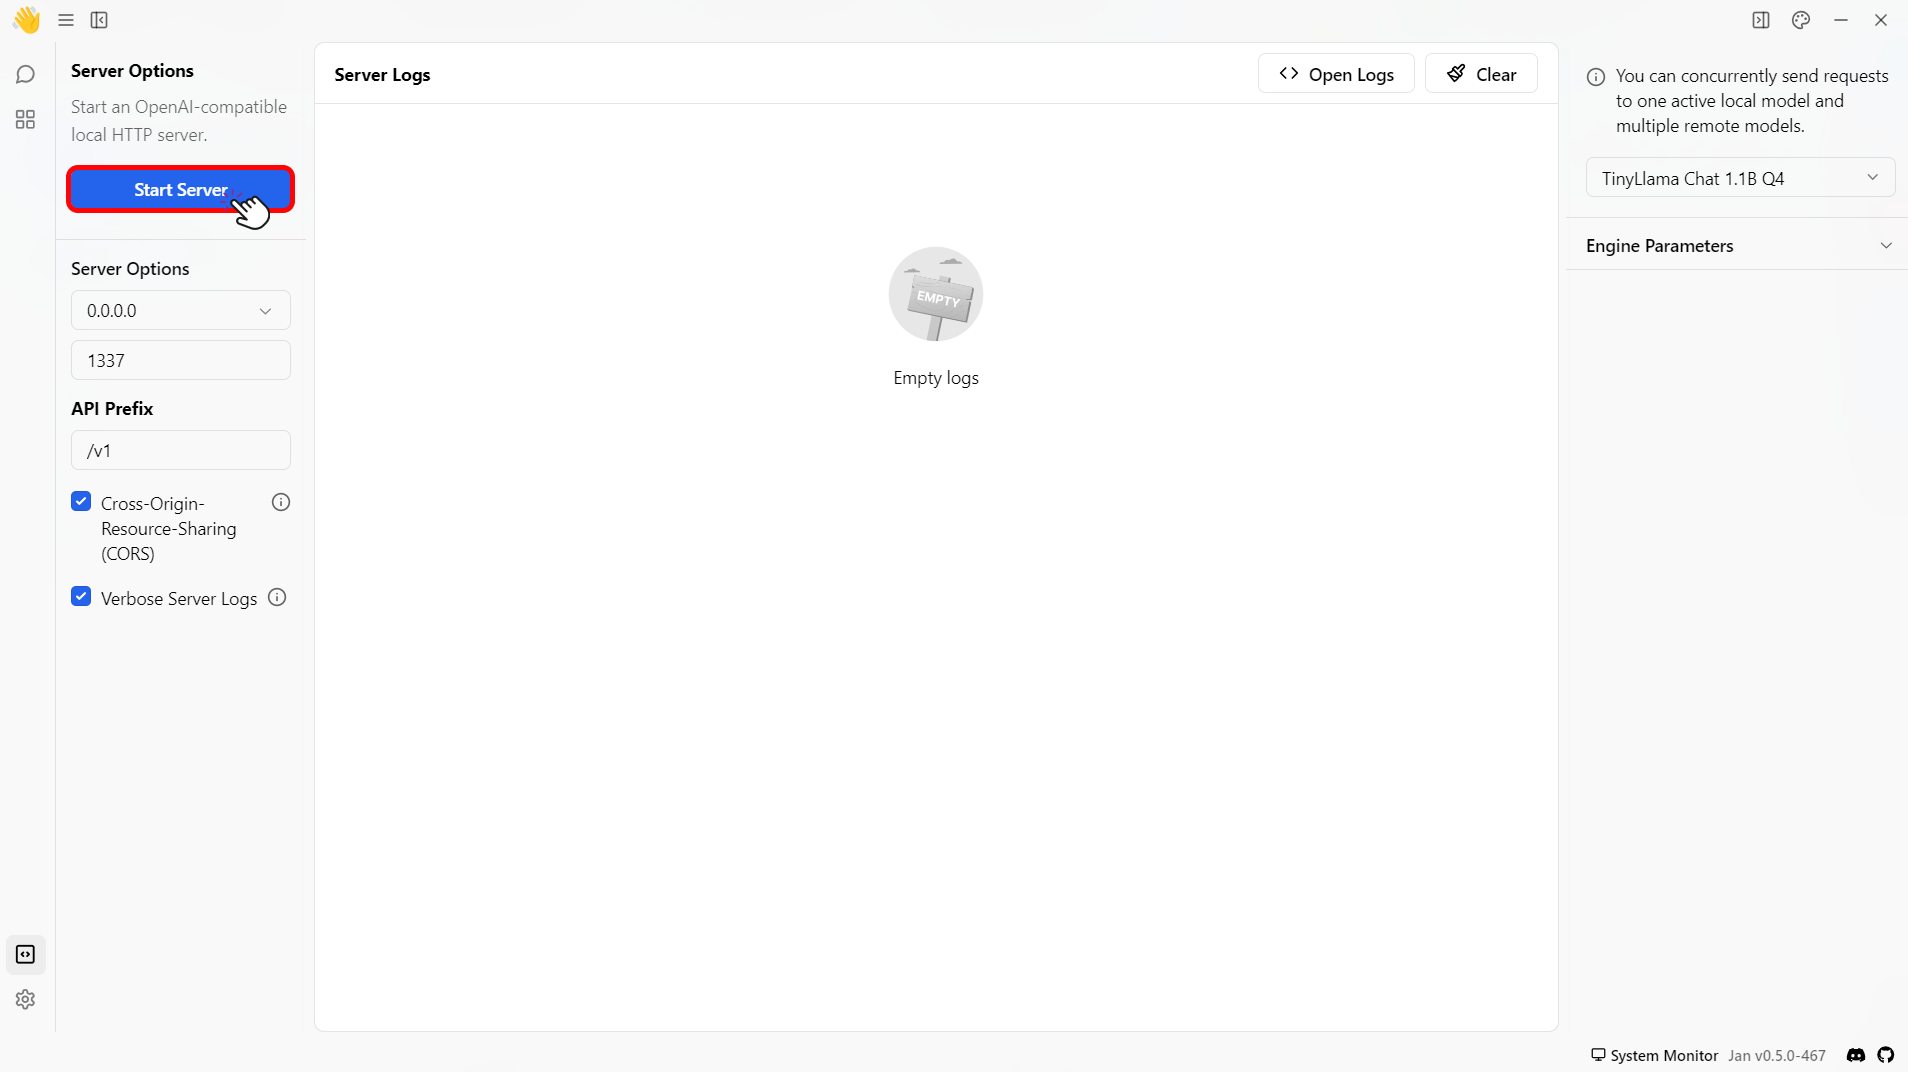 Server Options
Start an OpenAI-compatible
local HTTP server.
Start Server
Server Options
0.0.0.0
1337
API Prefix
/v1
Cross-Origin-
Resource-Sharing
(CORS)
Verbose Server Logs
Server Logs
Open Logs
Clear
EMPTY
Empty logs
You can concurrently send requests
to one active local model and
multiple remote models.
TinyLlama Chat 1.1B Q4
Engine Parameters
System Monitor
Jan v0.5.0-467